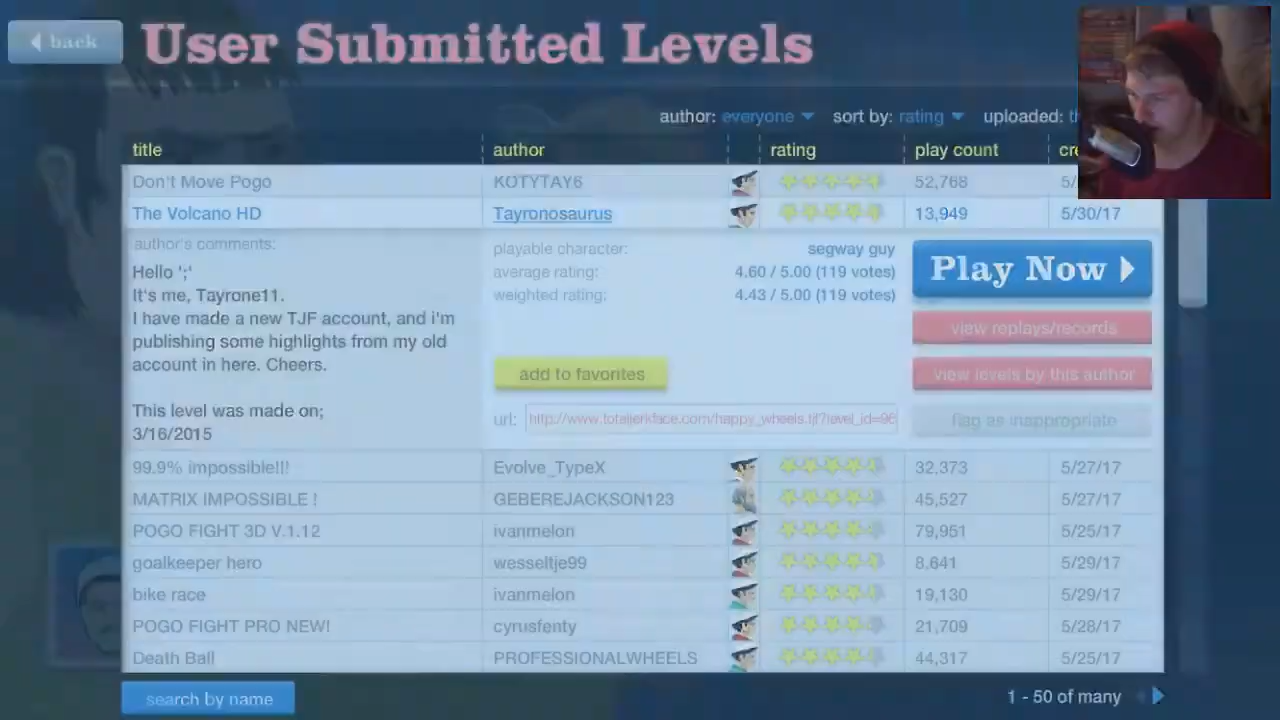 back
User Submitted Levels
author: everyone sort by: rating uploaded:
title author rating play count
Don't Move Pogo KOTYTAY6 52,768
The Volcano HD Tayronosaurus 13,949 5/30/17
author's comments:
Hello ';'
It's me, Tayrone11.
I have made a new TJF account, and i'm
publishing some highlights from my old
account in here. Cheers.
This level was made on;
3/16/2015
playable character: segway guy
average rating: 4.60 / 5.00 (119 votes)
weighted rating: 4.43 / 5.00 (119 votes)
add to favorites
url: http://www.totaljerkface.com/happy_wheels.tjf?level_id=96
Play Now
view replays/records
view levels by this author
flag as inappropriate
99.9% impossible!!! Evolve_TypeX 32,373 5/27/17
MATRIX IMPOSSIBLE ! GEBEREJACKSON123 45,527 5/27/17
POGO FIGHT 3D V.1.12 ivanmelon 79,951 5/25/17
goalkeeper hero wesseltje99 8,641 5/29/17
bike race ivanmelon 19,130 5/29/17
POGO FIGHT PRO NEW! cyrusfenty 21,709 5/28/17
Death Ball PROFESSIONALWHEELS 44,317 5/25/17
search by name
1 - 50 of many